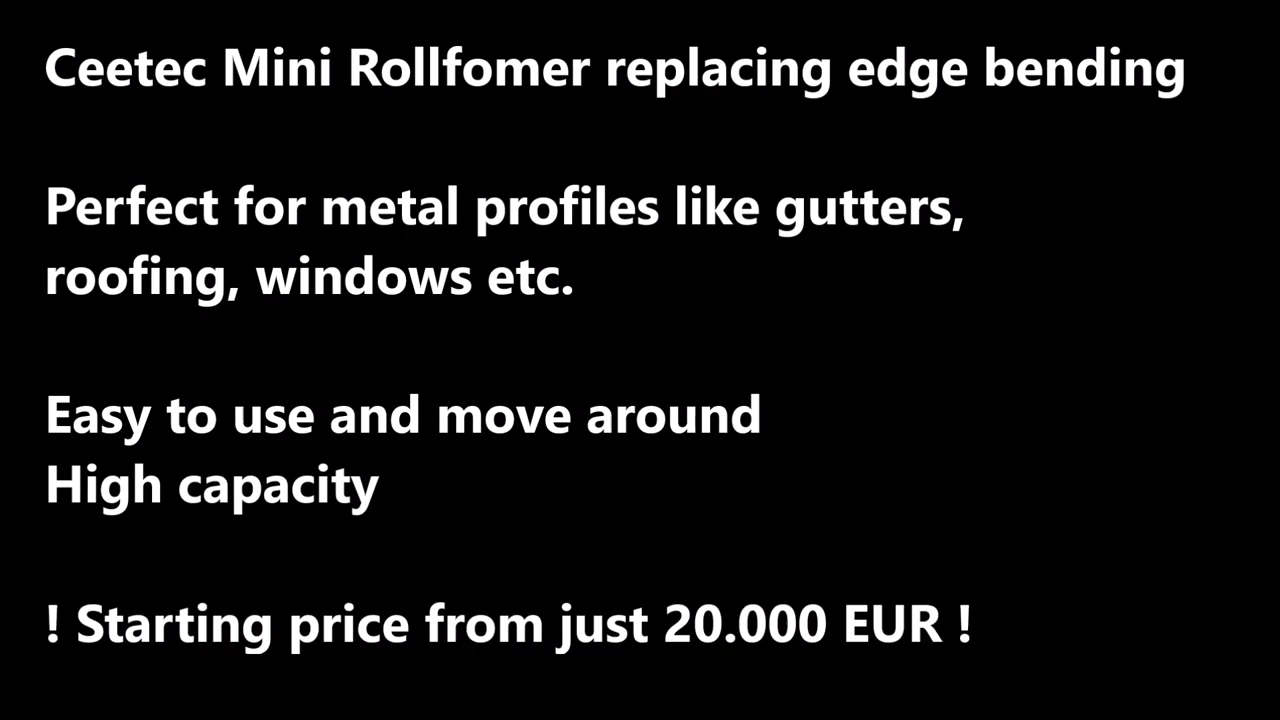 Ceetec Mini Rollfomer replacing edge bending
Perfect for metal profiles like gutters,
roofing, windows etc.
Easy to use and move around
High capacity
! Starting price from just 20.000 EUR !